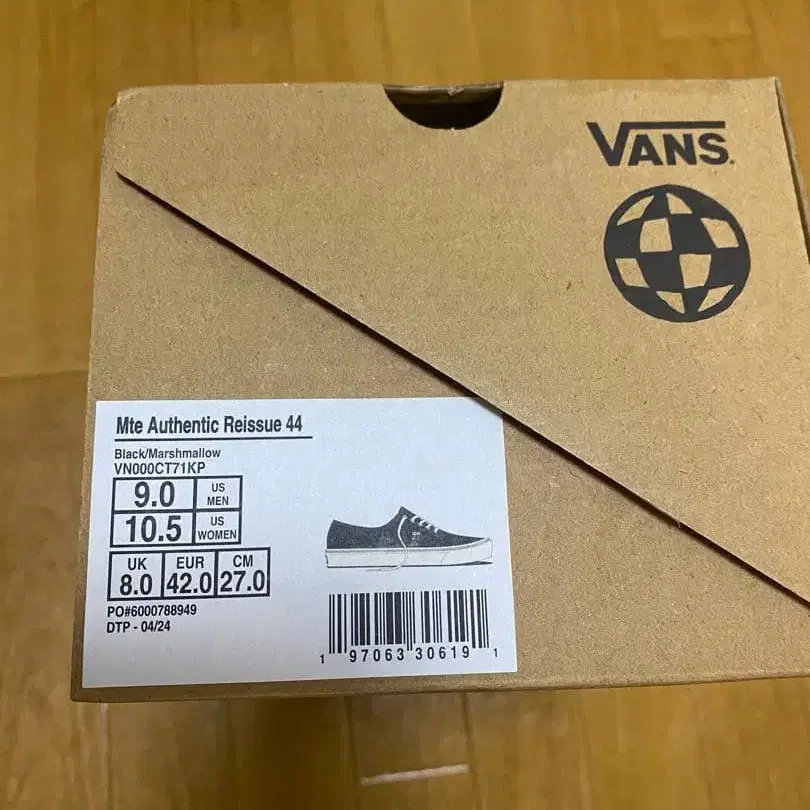 VANS.
Mte Authentic Reissue 44
Black/Marshmallow
VN000CT71KP
9.0 US MEN
10.5 US WOMEN
UK EUR CM
8.0 42.0 27.0
PO#6000788949
DTP - 04/24
1 97063 30619 1